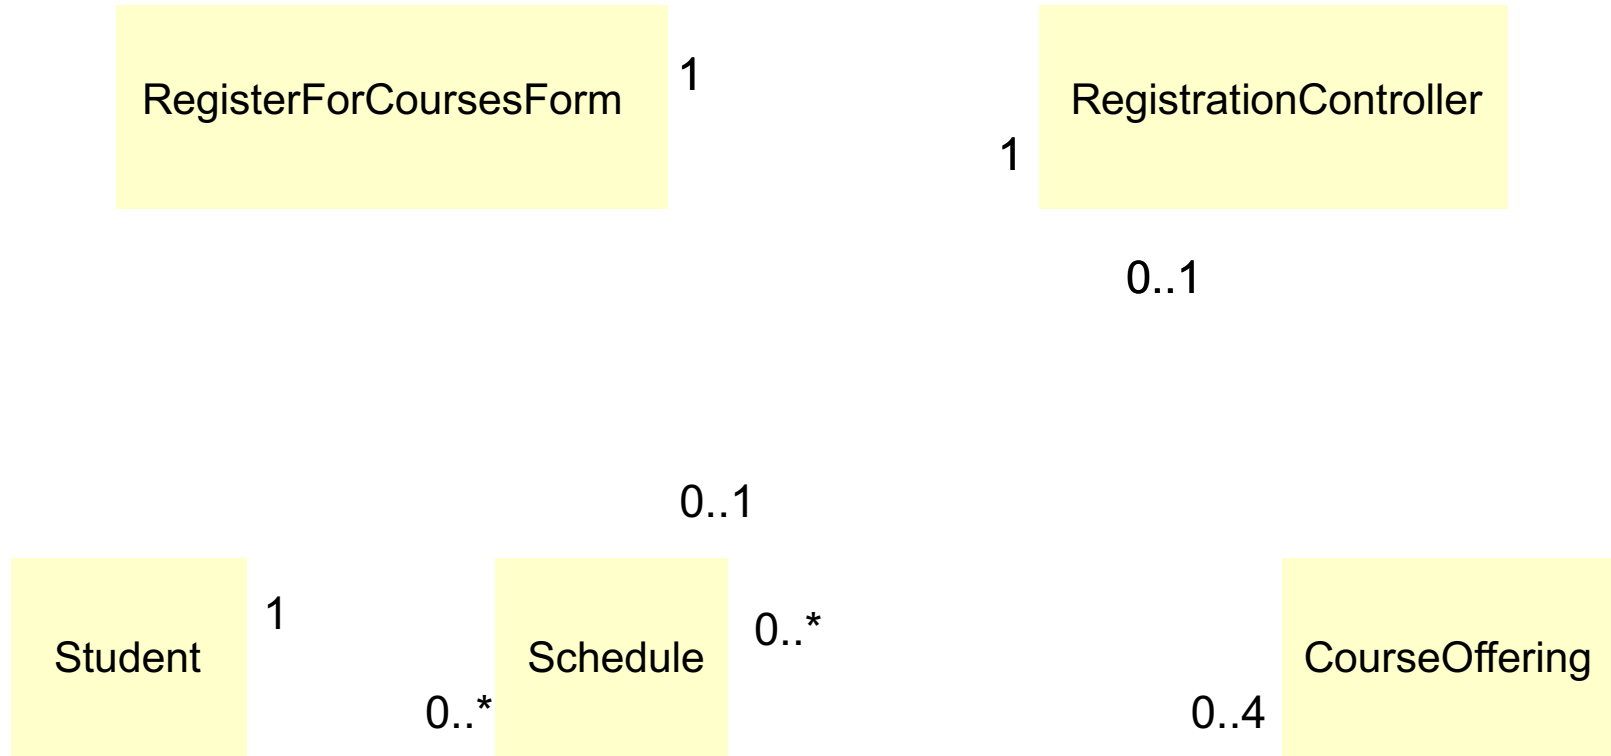 RegisterForCoursesForm
1
RegistrationController
1
0..1
0..1
Student
1
0..*
Schedule
0..*
0..4
CourseOffering